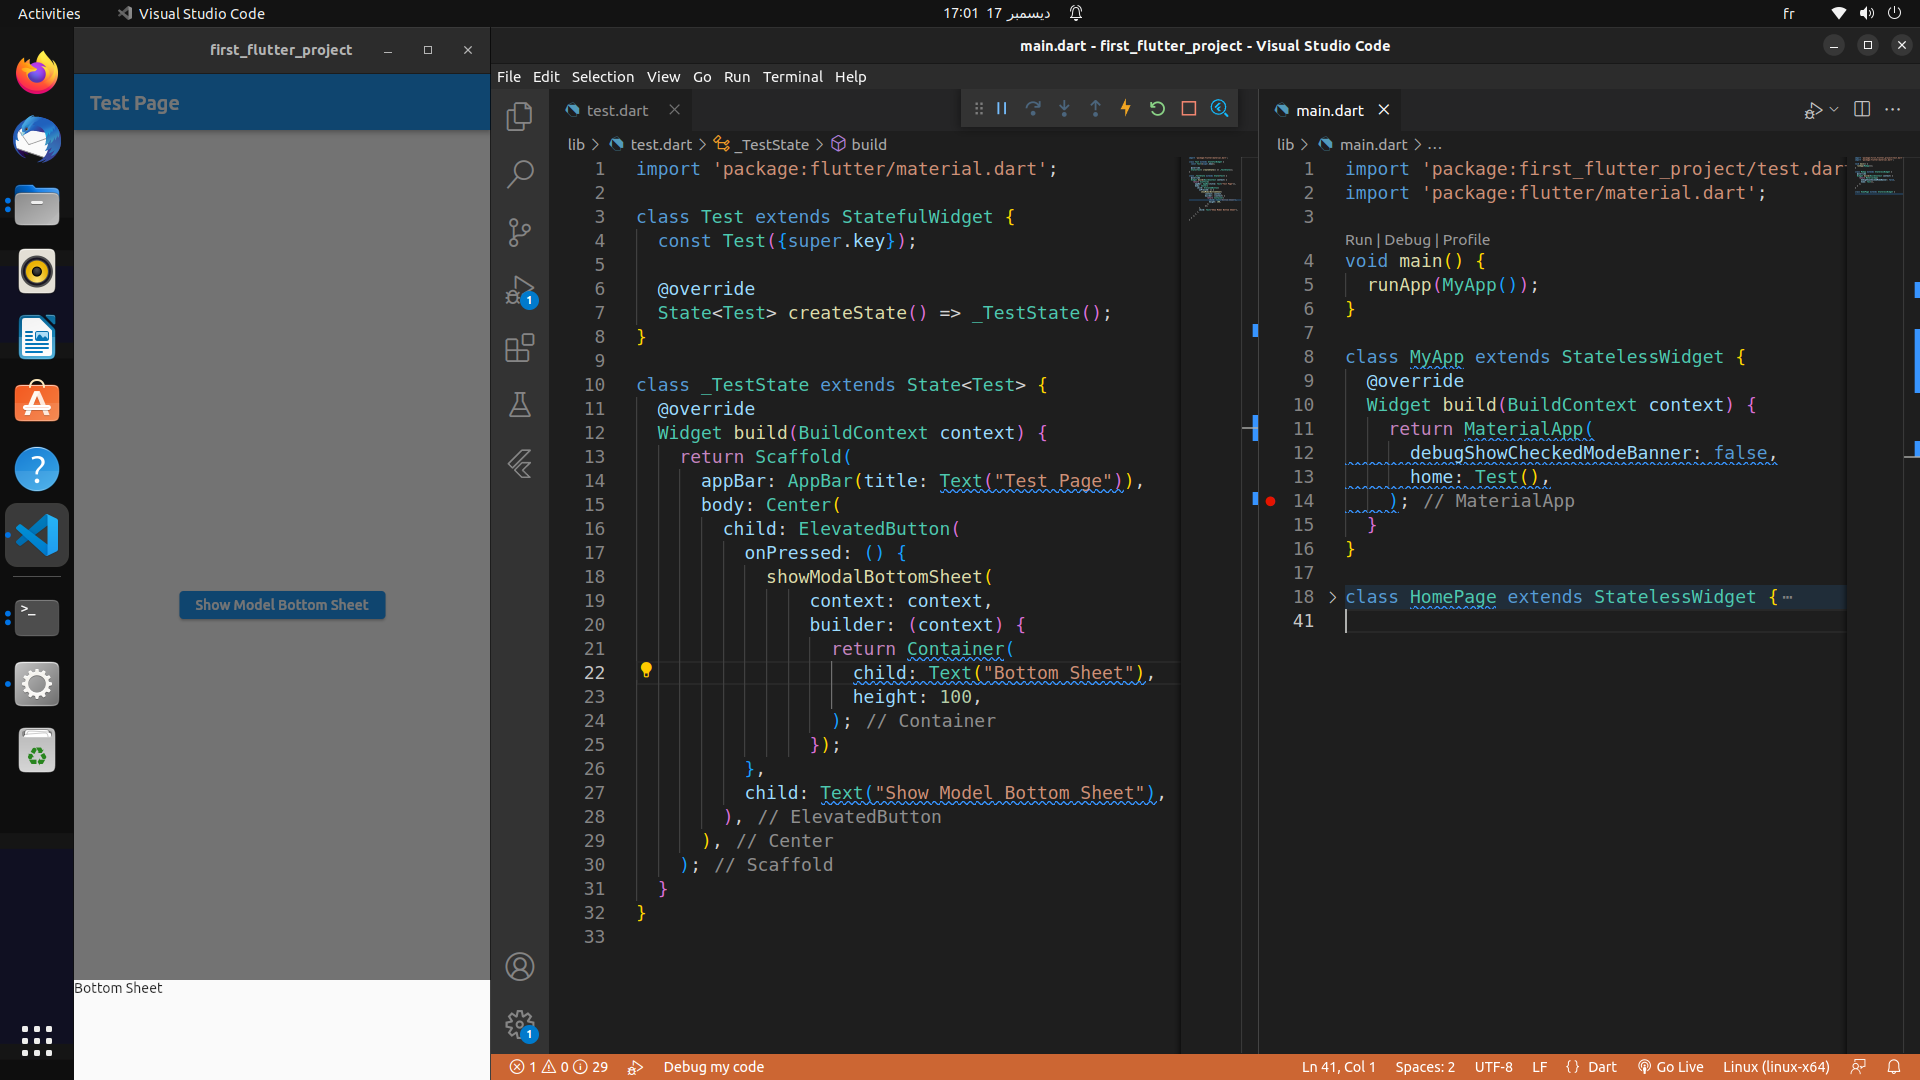 Activities
Visual Studio Code
17:01 17 ديسمبر
fr
first_flutter_project
Test Page
Show Model Bottom Sheet
Bottom Sheet
main.dart - first_flutter_project - Visual Studio Code
File Edit Selection View Go Run Terminal Help
test.dart
lib > test.dart > _TestState > build
1 import 'package:flutter/material.dart';
2
3 class Test extends StatefulWidget {
4 const Test({super.key});
5
6 @override
7 State<Test> createState() => _TestState();
8 }
9
10 class _TestState extends State<Test> {
11 @override
12 Widget build(BuildContext context) {
13 return Scaffold(
14 appBar: AppBar(title: Text("Test Page")),
15 body: Center(
16 child: ElevatedButton(
17 onPressed: () {
18 showModalBottomSheet(
19 context: context,
20 builder: (context) {
21 return Container(
22 child: Text("Bottom Sheet"),
23 height: 100,
24 ); // Container
25 });
26 },
27 child: Text("Show Model Bottom Sheet"),
28 ), // ElevatedButton
29 ), // Center
30 ); // Scaffold
31 }
32 }
33
main.dart
lib > main.dart > ...
1 import 'package:first_flutter_project/test.dar
2 import 'package:flutter/material.dart';
3
Run | Debug | Profile
4 void main() {
5 runApp(MyApp());
6 }
7
8 class MyApp extends StatelessWidget {
9 @override
10 Widget build(BuildContext context) {
11 return MaterialApp(
12 debugShowCheckedModeBanner: false,
13 home: Test(),
14 ); // MaterialApp
15 }
16 }
17
18 class HomePage extends StatelessWidget {⋯
41
1
1
1 0 29
Debug my code
Ln 41, Col 1
Spaces: 2
UTF-8
LF
{} Dart
Go Live
Linux (linux-x64)